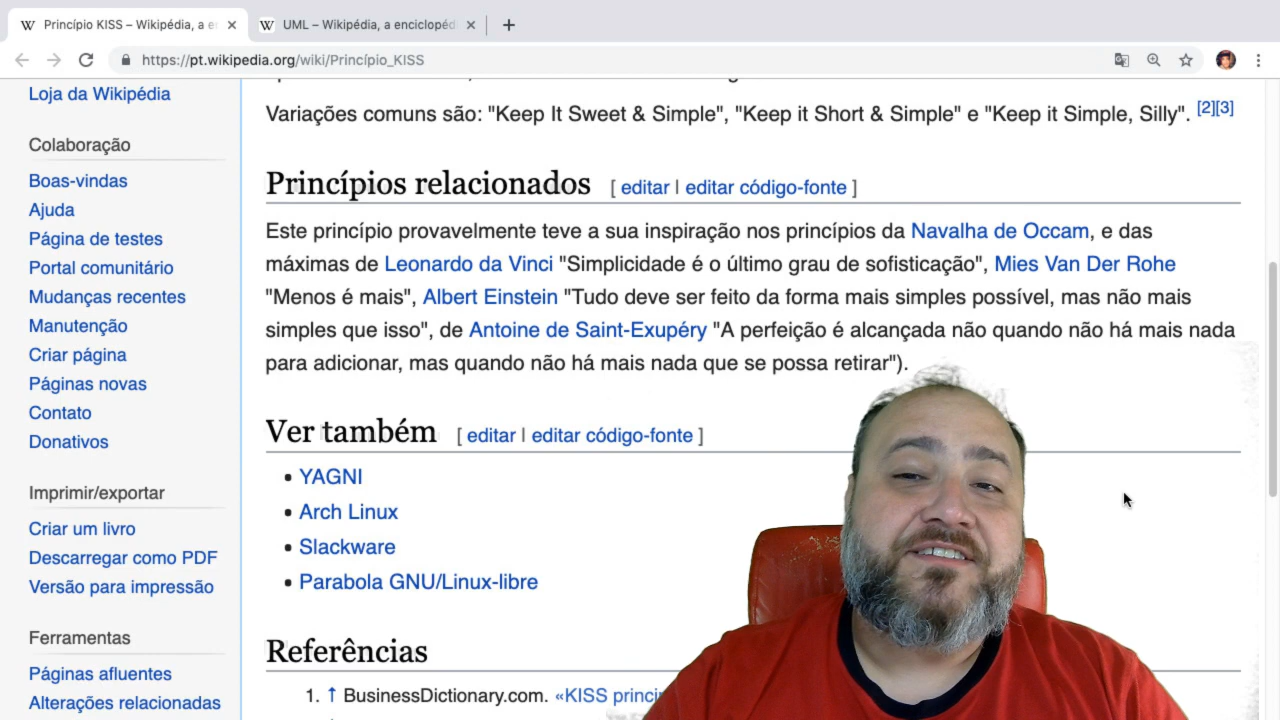 Princípio KISS – Wikipédia, a e
UML – Wikipédia, a enciclopéd
https://pt.wikipedia.org/wiki/Princípio_KISS
Loja da Wikipédia
Colaboração
Boas-vindas
Ajuda
Página de testes
Portal comunitário
Mudanças recentes
Manutenção
Criar página
Páginas novas
Contato
Donativos
Imprimir/exportar
Criar um livro
Descarregar como PDF
Versão para impressão
Ferramentas
Páginas afluentes
Alterações relacionadas
Variações comuns são: "Keep It Sweet & Simple", "Keep it Short & Simple" e "Keep it Simple, Silly". [2][3]
Princípios relacionados [ editar | editar código-fonte ]
Este princípio provavelmente teve a sua inspiração nos princípios da Navalha de Occam, e das
máximas de Leonardo da Vinci "Simplicidade é o último grau de sofisticação", Mies Van Der Rohe
"Menos é mais", Albert Einstein "Tudo deve ser feito da forma mais simples possível, mas não mais
simples que isso", de Antoine de Saint-Exupéry "A perfeição é alcançada não quando não há mais nada
para adicionar, mas quando não há mais nada que se possa retirar").
Ver também [ editar | editar código-fonte ]
• YAGNI
• Arch Linux
• Slackware
• Parabola GNU/Linux-libre
Referências
1. ↑ BusinessDictionary.com. «KISS princi